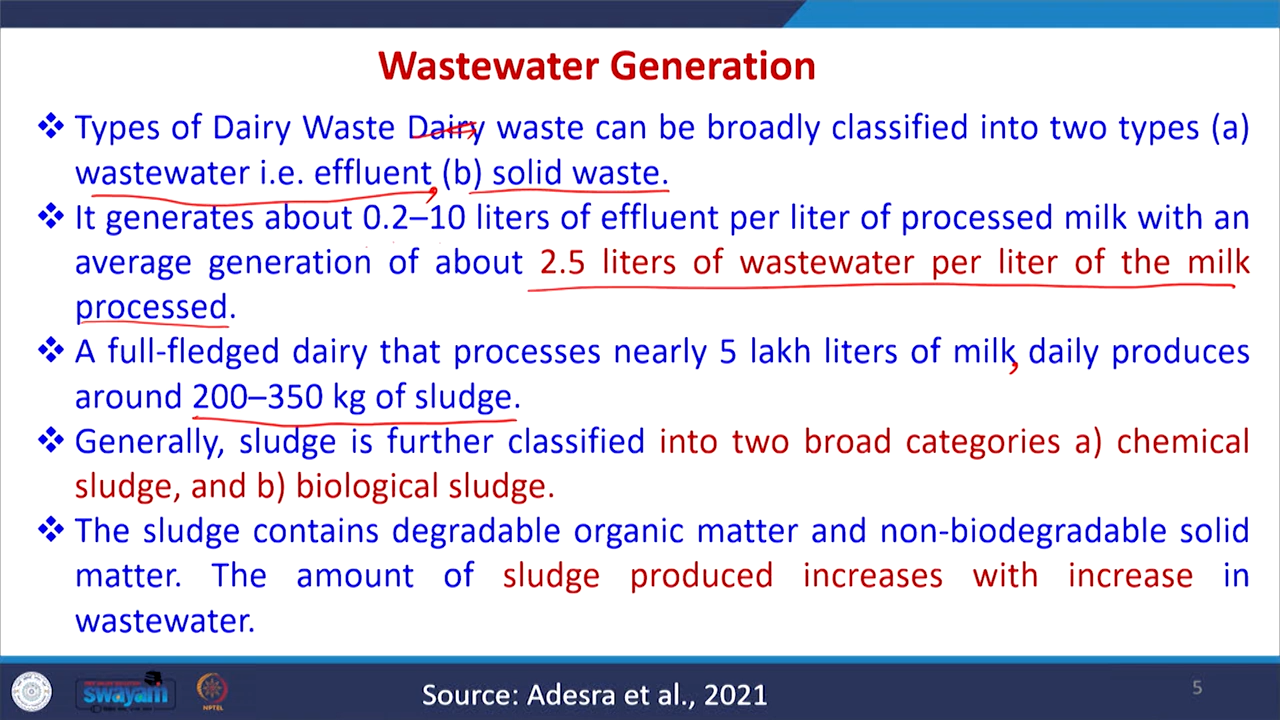 Wastewater Generation
❖ Types of Dairy Waste Dairy waste can be broadly classified into two types (a)
wastewater i.e. effluent, (b) solid waste.
❖ It generates about 0.2–10 liters of effluent per liter of processed milk with an
average generation of about 2.5 liters of wastewater per liter of the milk
processed.
❖ A full-fledged dairy that processes nearly 5 lakh liters of milk, daily produces
around 200–350 kg of sludge.
❖ Generally, sludge is further classified into two broad categories a) chemical
sludge, and b) biological sludge.
❖ The sludge contains degradable organic matter and non-biodegradable solid
matter. The amount of sludge produced increases with increase in
wastewater.
swayam
NPTEL
Source: Adesra et al., 2021
5